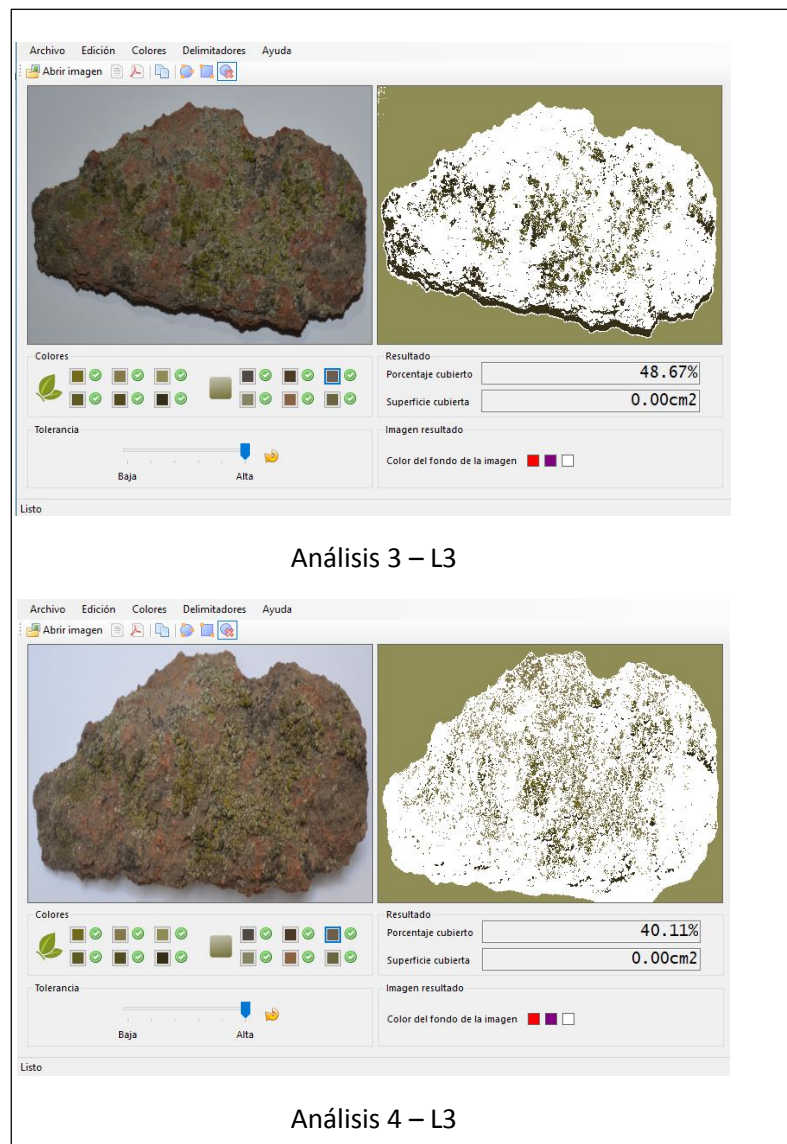 Archivo Edición Colores Delimitadores Ayuda
Abrir imagen
Colores
Resultado
Porcentaje cubierto 48.67%
Superficie cubierta 0.00cm2
Tolerancia
Imagen resultado
Color del fondo de la imagen
Baja Alta
Listo
Análisis 3 – L3
Archivo Edición Colores Delimitadores Ayuda
Abrir imagen
Colores
Resultado
Porcentaje cubierto 40.11%
Superficie cubierta 0.00cm2
Tolerancia
Imagen resultado
Color del fondo de la imagen
Baja Alta
Listo
Análisis 4 – L3